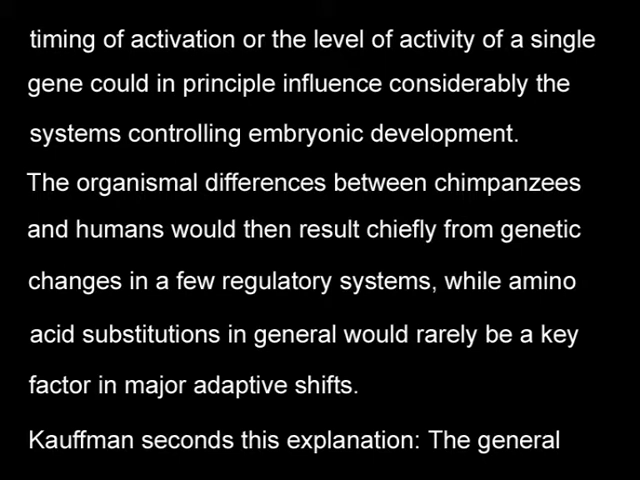 timing of activation or the level of activity of a single
gene could in principle influence considerably the
systems controlling embryonic development.
The organismal differences between chimpanzees
and humans would then result chiefly from genetic
changes in a few regulatory systems, while amino
acid substitutions in general would rarely be a key
factor in major adaptive shifts.
Kauffman seconds this explanation: The general